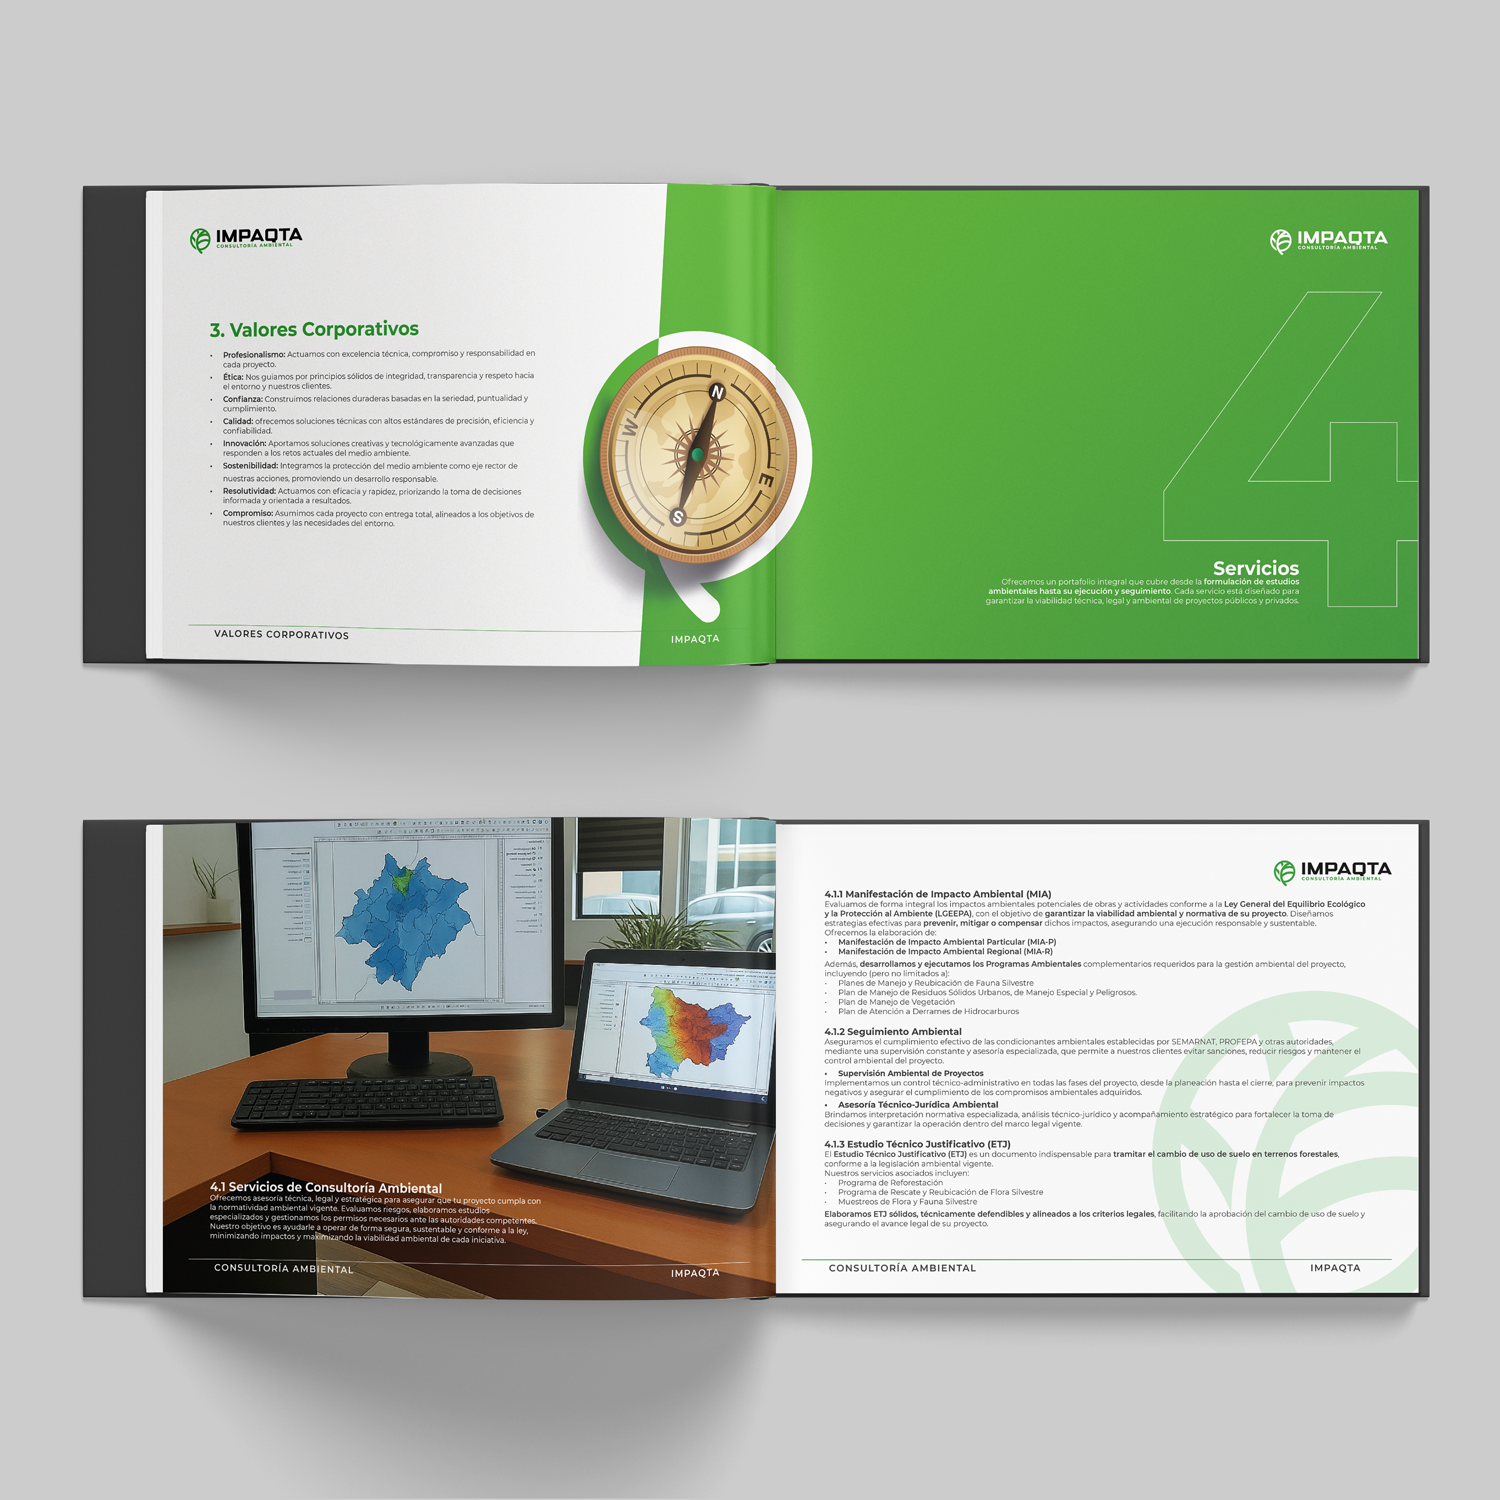 IMPAQTA
CONSULTORÍA AMBIENTAL
3. Valores Corporativos
• Profesionalismo: Actuamos con excelencia técnica, compromiso y responsabilidad en
cada proyecto.
• Ética: Nos guiamos por principios sólidos de integridad, transparencia y respeto hacia
el entorno y nuestros clientes.
• Confianza: Construimos relaciones duraderas basadas en la seriedad, puntualidad y
cumplimiento.
• Calidad: ofrecemos soluciones técnicas con altos estándares de precisión, eficiencia y
confiabilidad.
• Innovación: Aportamos soluciones creativas y tecnológicamente avanzadas que
responden a los retos actuales del medio ambiente.
• Sostenibilidad: Integramos la protección del medio ambiente como eje rector de
nuestras acciones, promoviendo un desarrollo responsable.
• Resolutividad: Actuamos con eficacia y rapidez, priorizando la toma de decisiones
informada y orientada a resultados.
• Compromiso: Asumimos cada proyecto con entrega total, alineados a los objetivos de
nuestros clientes y las necesidades del entorno.
N
W
E
S
VALORES CORPORATIVOS
IMPAQTA
IMPAQTA
CONSULTORÍA AMBIENTAL
4
Servicios
Ofrecemos un portafolio integral que cubre desde la formulación de estudios
ambientales hasta su ejecución y seguimiento. Cada servicio está diseñado para
garantizar la viabilidad técnica, legal y ambiental de proyectos públicos y privados.
4.1 Servicios de Consultoría Ambiental
Ofrecemos asesoría técnica, legal y estratégica para asegurar que tu proyecto cumpla con
la normatividad ambiental vigente. Evaluamos riesgos, elaboramos estudios
especializados y gestionamos los permisos necesarios ante las autoridades competentes.
Nuestro objetivo es ayudarle a operar de forma segura, sustentable y conforme a la ley,
minimizando impactos y maximizando la viabilidad ambiental de cada iniciativa.
CONSULTORÍA AMBIENTAL
IMPAQTA
IMPAQTA
CONSULTORÍA AMBIENTAL
4.1.1 Manifestación de Impacto Ambiental (MIA)
Evaluamos de forma integral los impactos ambientales potenciales de obras y actividades conforme a la Ley General del Equilibrio Ecológico
y la Protección al Ambiente (LGEEPA), con el objetivo de garantizar la viabilidad ambiental y normativa de su proyecto. Diseñamos
estrategias efectivas para prevenir, mitigar o compensar dichos impactos, asegurando una ejecución responsable y sustentable.
Ofrecemos la elaboración de:
• Manifestación de Impacto Ambiental Particular (MIA-P)
• Manifestación de Impacto Ambiental Regional (MIA-R)
Además, desarrollamos y ejecutamos los Programas Ambientales complementarios requeridos para la gestión ambiental del proyecto,
incluyendo (pero no limitados a):
• Planes de Manejo y Reubicación de Fauna Silvestre
• Plan de Manejo de Residuos Sólidos Urbanos, de Manejo Especial y Peligrosos.
• Plan de Manejo de Vegetación
• Plan de Atención a Derrames de Hidrocarburos
4.1.2 Seguimiento Ambiental
Aseguramos el cumplimiento efectivo de las condicionantes ambientales establecidas por SEMARNAT, PROFEPA y otras autoridades,
mediante una supervisión constante y asesoría especializada, que permite a nuestros clientes evitar sanciones, reducir riesgos y mantener el
control ambiental del proyecto.
• Supervisión Ambiental de Proyectos
Implementamos un control técnico-administrativo en todas las fases del proyecto, desde la planeación hasta el cierre, para prevenir impactos
negativos y asegurar el cumplimiento de los compromisos ambientales adquiridos.
• Asesoría Técnico-Jurídica Ambiental
Brindamos interpretación normativa especializada, análisis técnico-jurídico y acompañamiento estratégico para fortalecer la toma de
decisiones y garantizar la operación dentro del marco legal vigente.
4.1.3 Estudio Técnico Justificativo (ETJ)
El Estudio Técnico Justificativo (ETJ) es un documento indispensable para tramitar el cambio de uso de suelo en terrenos forestales,
conforme a la legislación ambiental vigente.
Nuestros servicios asociados incluyen:
• Programa de Reforestación
• Programa de Rescate y Reubicación de Flora Silvestre
• Muestreos de Flora y Fauna Silvestre
Elaboramos ETJ sólidos, técnicamente defendibles y alineados a los criterios legales, facilitando la aprobación del cambio de uso de suelo y
asegurando el avance legal de su proyecto.
CONSULTORÍA AMBIENTAL
IMPAQTA